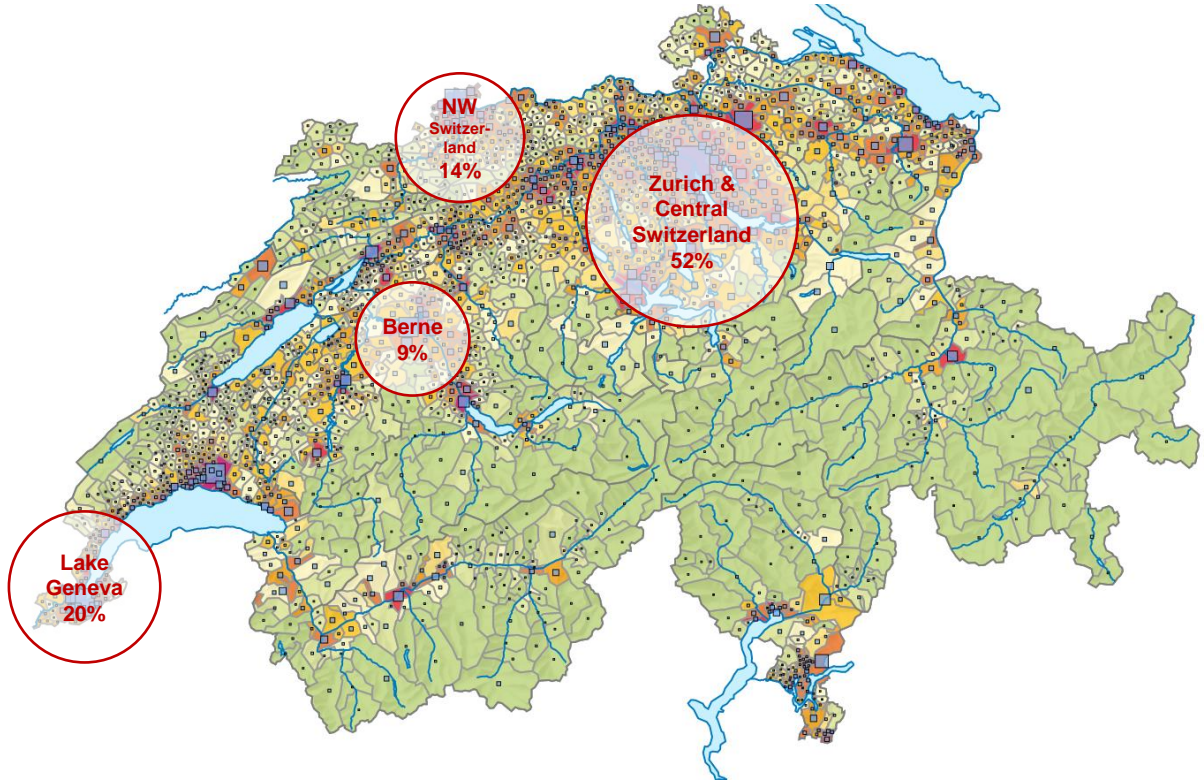 NW
Switzer-
land
14%
Zurich &
Central
Switzerland
52%
Berne
9%
Lake
Geneva
20%